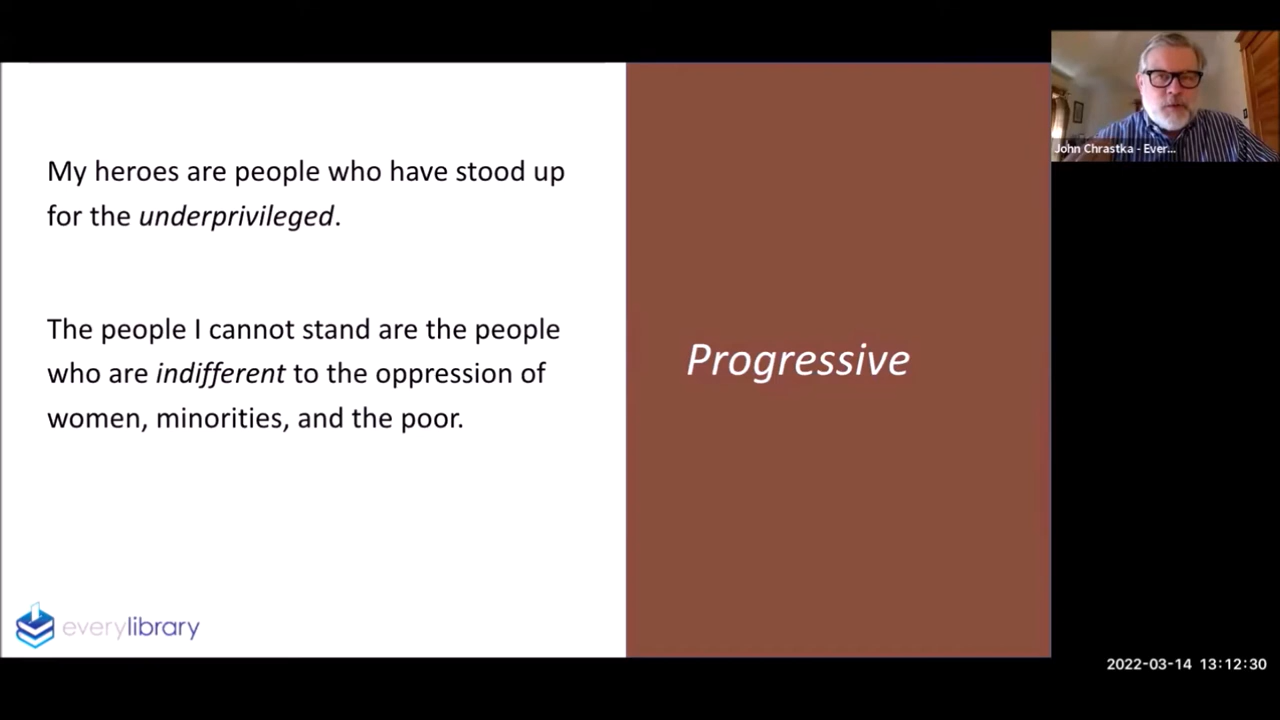 My heroes are people who have stood up
for the underprivileged.
The people I cannot stand are the people
who are indifferent to the oppression of
women, minorities, and the poor.
Progressive
John Chrastka - Ever...
everylibrary
2022-03-14 13:12:30